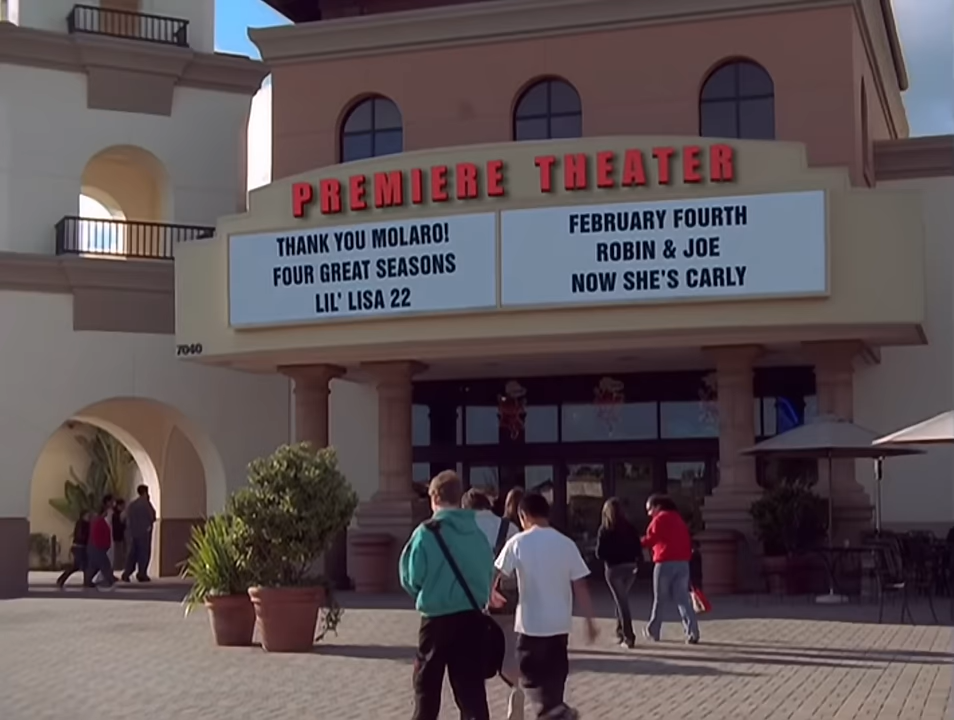 PREMIERE THEATER
THANK YOU MOLARO!
FOUR GREAT SEASONS
LIL' LISA 22
FEBRUARY FOURTH
ROBIN & JOE
NOW SHE'S CARLY
7040